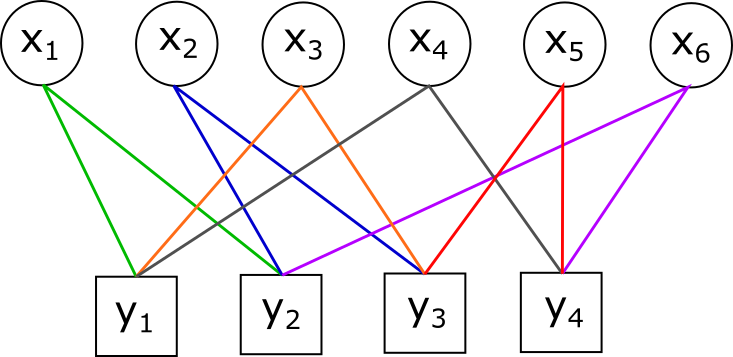 x₁ x₂ x₃ x₄ x₅ x₆
y₁ y₂ y₃ y₄